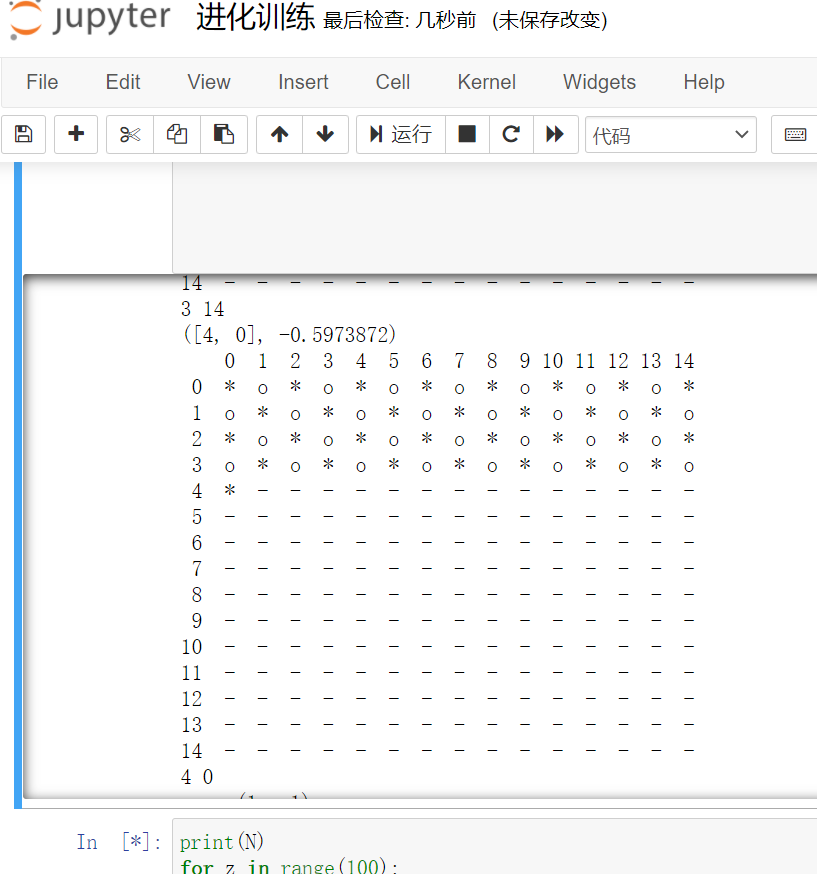 jupyter 进化训练 最后检查: 几秒前 (未保存改变)
File Edit View Insert Cell Kernel Widgets Help
运行 代码
14 - - - - - - - - - - - - - - -
3 14
([4, 0], -0.5973872)
0 1 2 3 4 5 6 7 8 9 10 11 12 13 14
0 * o * o * o * o * o * o * o *
1 o * o * o * o * o * o * o * o
2 * o * o * o * o * o * o * o *
3 o * o * o * o * o * o * o * o
4 * - - - - - - - - - - - - - -
5 - - - - - - - - - - - - - - -
6 - - - - - - - - - - - - - - -
7 - - - - - - - - - - - - - - -
8 - - - - - - - - - - - - - - -
9 - - - - - - - - - - - - - - -
10 - - - - - - - - - - - - - - -
11 - - - - - - - - - - - - - - -
12 - - - - - - - - - - - - - - -
13 - - - - - - - - - - - - - - -
14 - - - - - - - - - - - - - - -
4 0
In [*]: print(N)
for z in range(100):